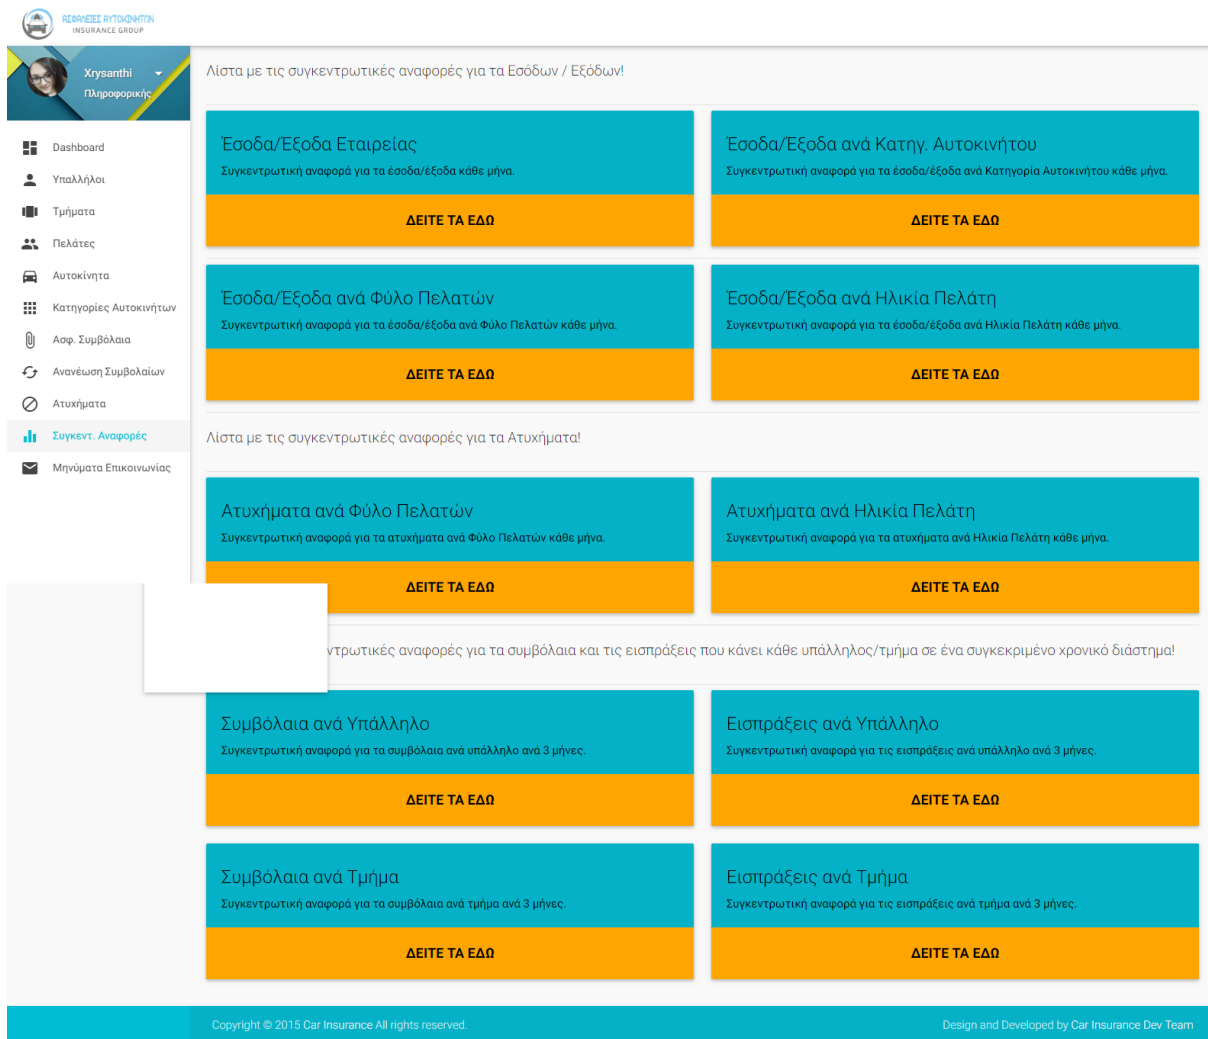 ΑΣΦΑΛΕΙΕΣ ΑΥΤΟΚΙΝΗΤΩΝ
INSURANCE GROUP
Xrysanthi
Πληροφορικής
Dashboard
Υπαλλήλοι
Τμήματα
Πελάτες
Αυτοκίνητα
Κατηγορίες Αυτοκινήτων
Ασφ. Συμβόλαια
Ανανέωση Συμβολαίων
Ατυχήματα
Συγκεντ. Αναφορές
Μηνύματα Επικοινωνίας
Λίστα με τις συγκεντρωτικές αναφορές για τα Εσόδων / Εξόδων!
Έσοδα/Έξοδα Εταιρείας
Συγκεντρωτική αναφορά για τα έσοδα/έξοδα κάθε μήνα.
ΔΕΙΤΕ ΤΑ ΕΔΩ
Έσοδα/Έξοδα ανά Κατηγ. Αυτοκινήτου
Συγκεντρωτική αναφορά για τα έσοδα/έξοδα ανά Κατηγορία Αυτοκινήτου κάθε μήνα.
ΔΕΙΤΕ ΤΑ ΕΔΩ
Έσοδα/Έξοδα ανά Φύλο Πελατών
Συγκεντρωτική αναφορά για τα έσοδα/έξοδα ανά Φύλο Πελατών κάθε μήνα.
ΔΕΙΤΕ ΤΑ ΕΔΩ
Έσοδα/Έξοδα ανά Ηλικία Πελάτη
Συγκεντρωτική αναφορά για τα έσοδα/έξοδα ανά Ηλικία Πελάτη κάθε μήνα.
ΔΕΙΤΕ ΤΑ ΕΔΩ
Λίστα με τις συγκεντρωτικές αναφορές για τα Ατυχήματα!
Ατυχήματα ανά Φύλο Πελατών
Συγκεντρωτική αναφορά για τα ατυχήματα ανά Φύλο Πελατών κάθε μήνα.
ΔΕΙΤΕ ΤΑ ΕΔΩ
Ατυχήματα ανά Ηλικία Πελάτη
Συγκεντρωτική αναφορά για τα ατυχήματα ανά Ηλικία Πελάτη κάθε μήνα.
ΔΕΙΤΕ ΤΑ ΕΔΩ
ντρωτικές αναφορές για τα συμβόλαια και τις εισπράξεις που κάνει κάθε υπάλληλος/τμήμα σε ένα συγκεκριμένο χρονικό διάστημα!
Συμβόλαια ανά Υπάλληλο
Συγκεντρωτική αναφορά για τα συμβόλαια ανά υπάλληλο ανά 3 μήνες.
ΔΕΙΤΕ ΤΑ ΕΔΩ
Εισπράξεις ανά Υπάλληλο
Συγκεντρωτική αναφορά για τις εισπράξεις ανά υπάλληλο ανά 3 μήνες.
ΔΕΙΤΕ ΤΑ ΕΔΩ
Συμβόλαια ανά Τμήμα
Συγκεντρωτική αναφορά για τα συμβόλαια ανά τμήμα ανά 3 μήνες.
ΔΕΙΤΕ ΤΑ ΕΔΩ
Εισπράξεις ανά Τμήμα
Συγκεντρωτική αναφορά για τις εισπράξεις ανά τμήμα ανά 3 μήνες.
ΔΕΙΤΕ ΤΑ ΕΔΩ
Copyright © 2015 Car Insurance All rights reserved.
Design and Developed by Car Insurance Dev Team